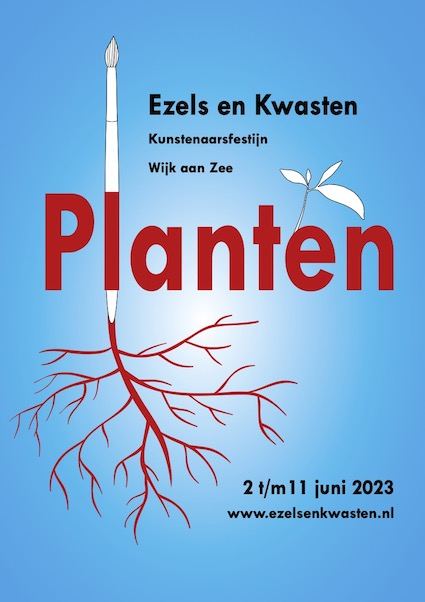 Ezels en Kwasten
Kunstenaarsfestijn
Wijk aan Zee
Planten
2 t/m11 juni 2023
www.ezelsenkwasten.nl